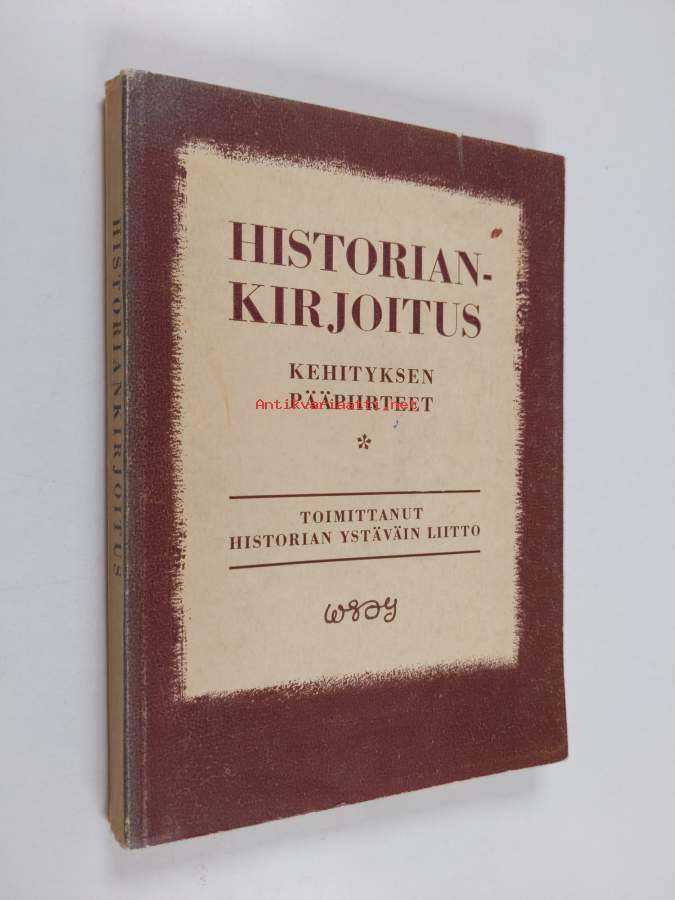 HISTORIANKIRJOITUS
HISTORIAN-
KIRJOITUS
KEHITYKSEN
PÄÄPIIRTEET
Antikvariaatti.net
*
TOIMITTANUT
HISTORIAN YSTÄVÄIN LIITTO
WSOY